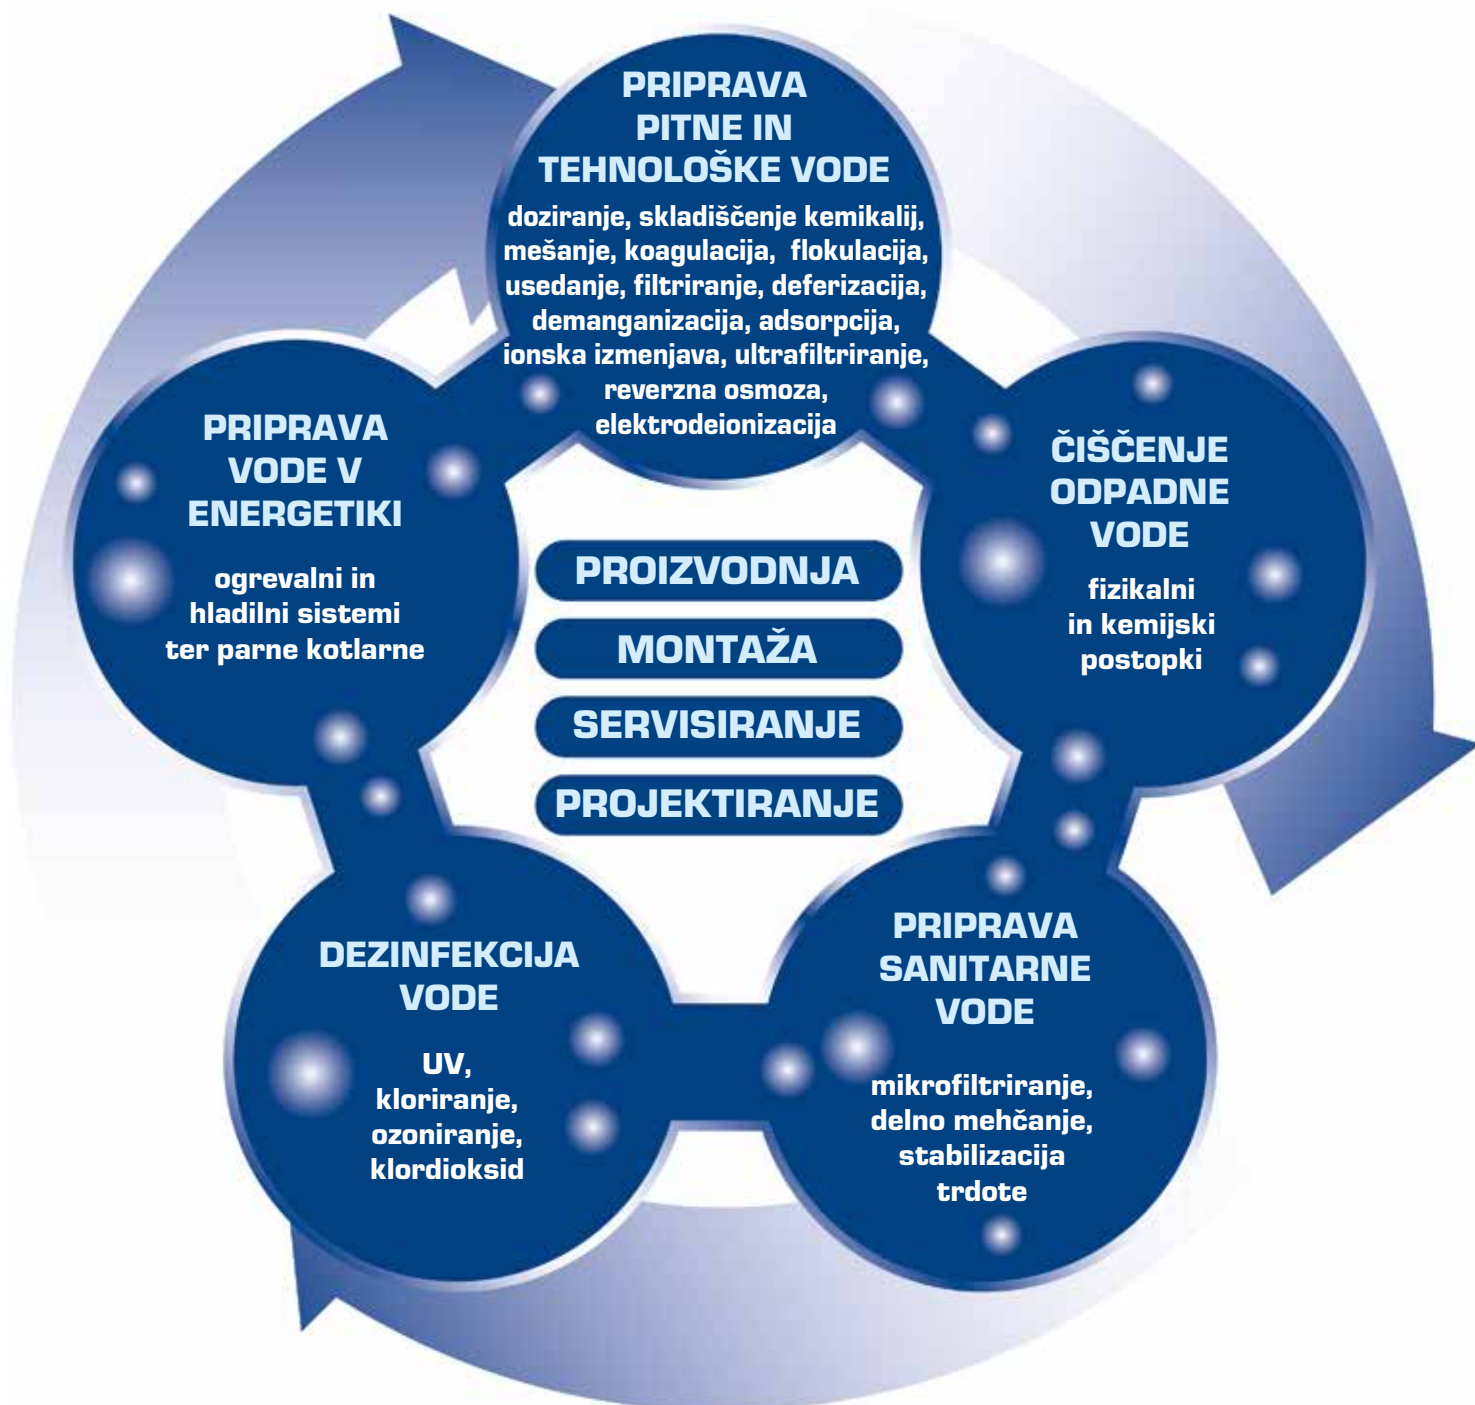 PRIPRAVA
PITNE IN
TEHNOLOŠKE VODE
doziranje, skladiščenje kemikalij,
mešanje, koagulacija, flokulacija,
usedanje, filtriranje, deferizacija,
demanganizacija, adsorpcija,
ionska izmenjava, ultrafiltriranje,
reverzna osmoza,
elektrodeionizacija
PRIPRAVA
VODE V
ENERGETIKI
ogrevalni in
hladilni sistemi
ter parne kotlarne
PROIZVODNJA
MONTAŽA
SERVISIRANJE
PROJEKTIRANJE
ČIŠČENJE
ODPADNE
VODE
fizikalni
in kemijski
postopki
DEZINFEKCIJA
VODE
UV,
kloriranje,
ozoniranje,
klordioksid
PRIPRAVA
SANITARNE
VODE
mikrofiltriranje,
delno mehčanje,
stabilizacija
trdote